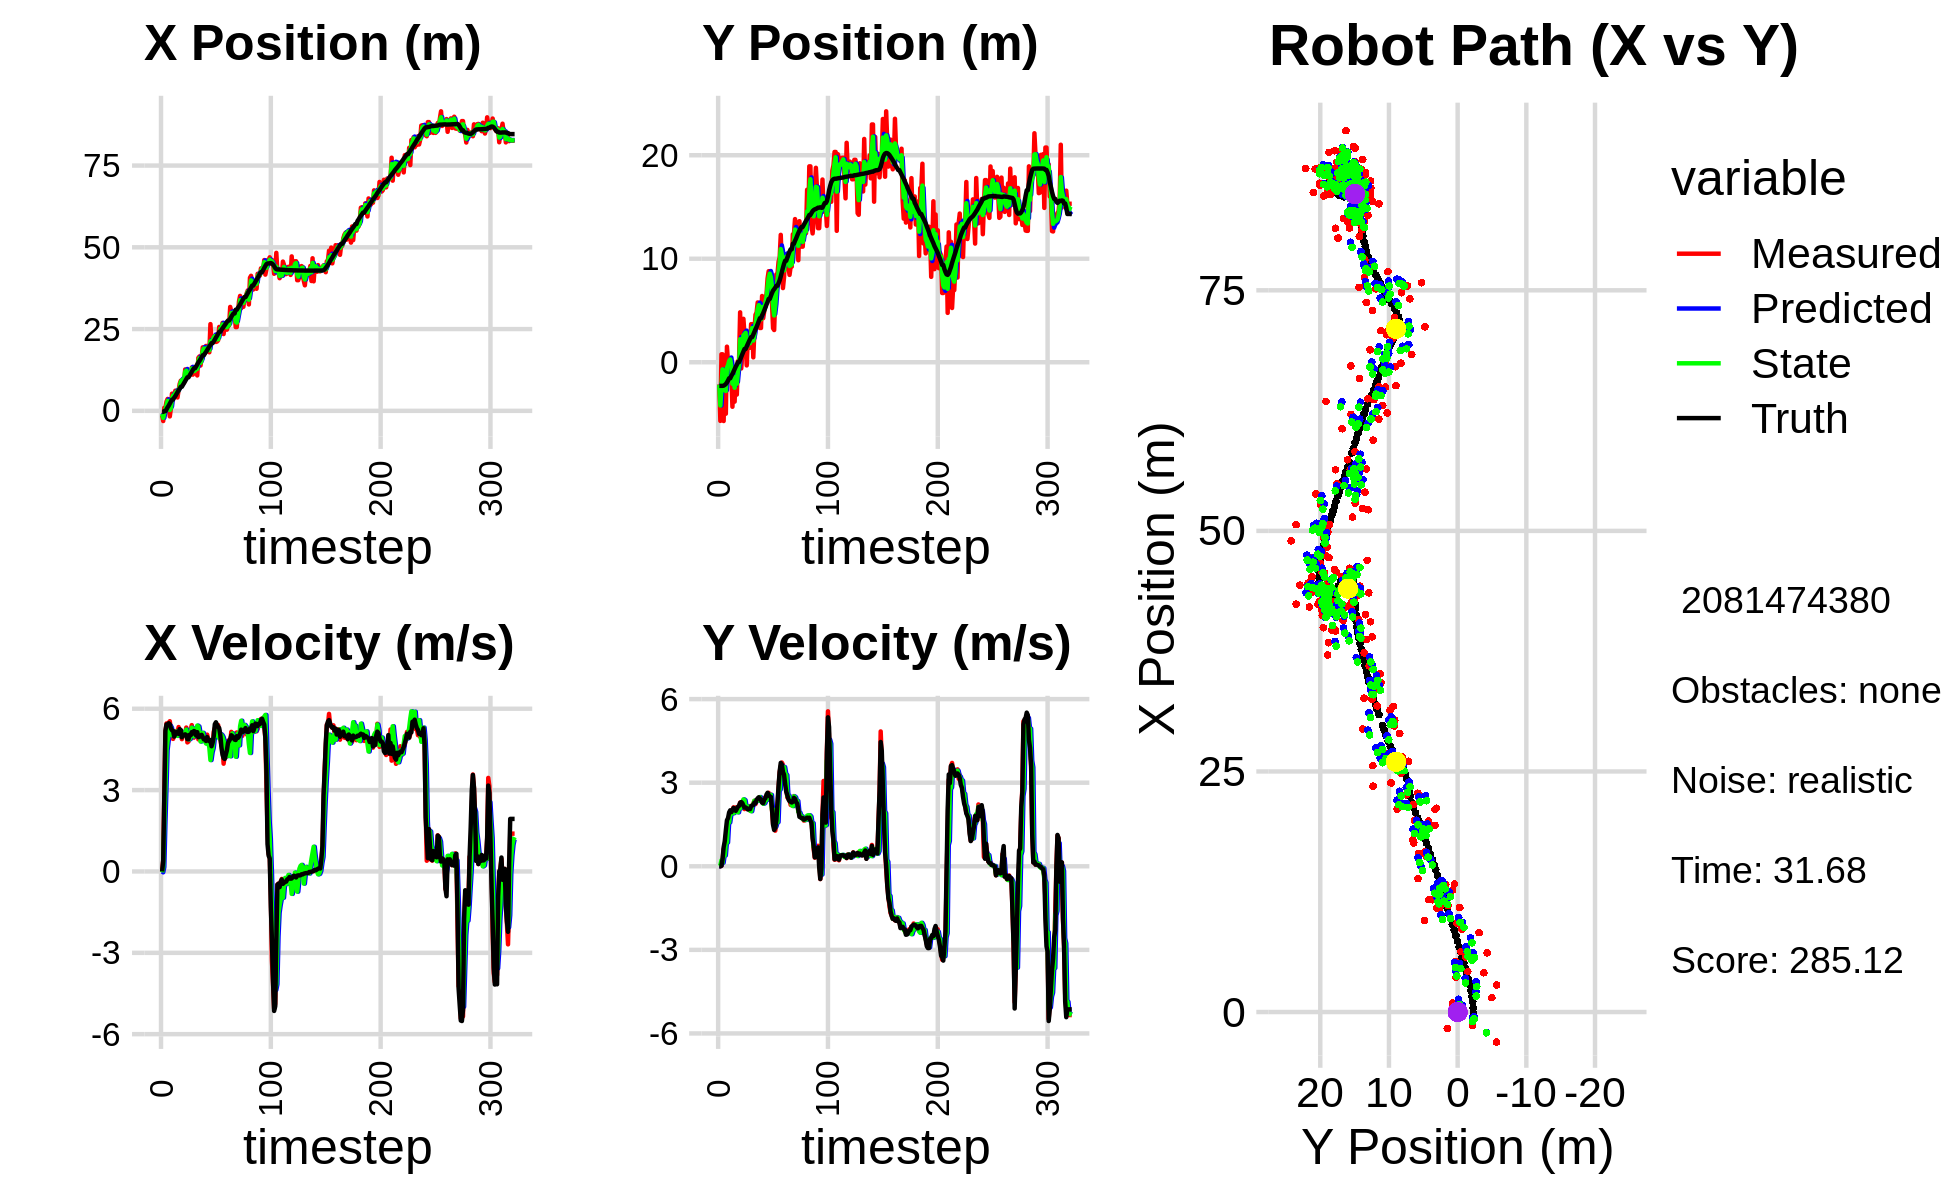 X Position (m)
75
50
25
0
0
100
200
300
timestep
Y Position (m)
20
10
0
0
100
200
300
timestep
X Velocity (m/s)
6
3
0
-3
-6
0
100
200
300
timestep
Y Velocity (m/s)
6
3
0
-3
-6
0
100
200
300
timestep
Robot Path (X vs Y)
X Position (m)
75
50
25
0
20 10 0 -10 -20
Y Position (m)
variable
Measured
Predicted
State
Truth
2081474380
Obstacles: none
Noise: realistic
Time: 31.68
Score: 285.12